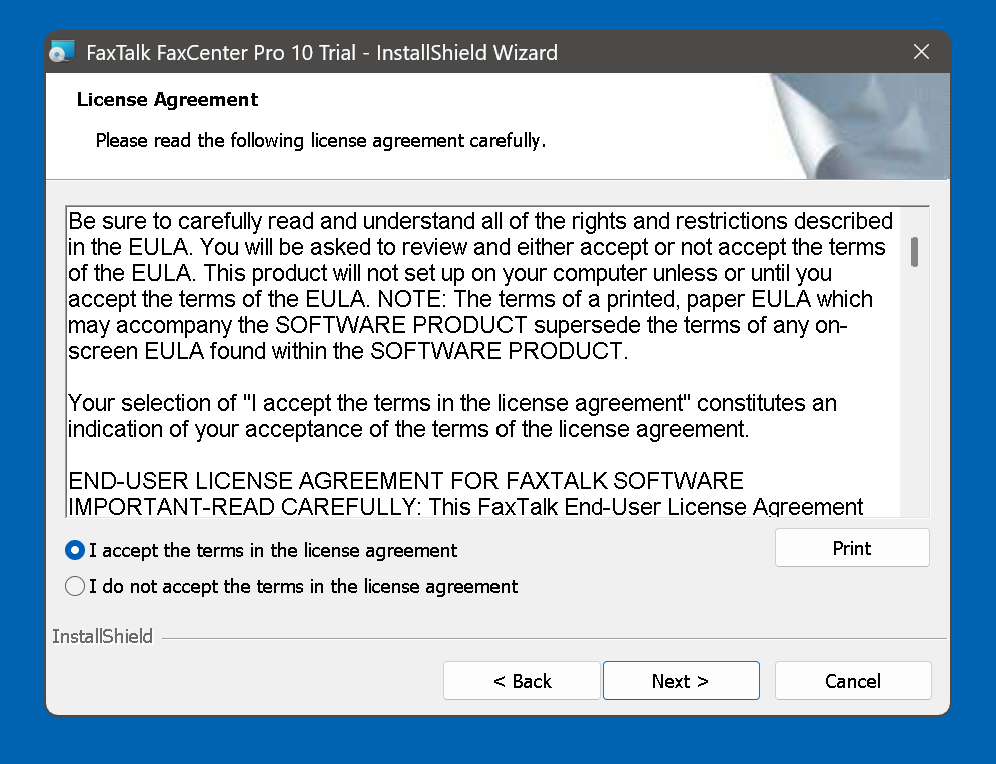 FaxTalk FaxCenter Pro 10 Trial - InstallShield Wizard
License Agreement
Please read the following license agreement carefully.
Be sure to carefully read and understand all of the rights and restrictions described
in the EULA. You will be asked to review and either accept or not accept the terms
of the EULA. This product will not set up on your computer unless or until you
accept the terms of the EULA. NOTE: The terms of a printed, paper EULA which
may accompany the SOFTWARE PRODUCT supersede the terms of any on-
screen EULA found within the SOFTWARE PRODUCT.
Your selection of "I accept the terms in the license agreement" constitutes an
indication of your acceptance of the terms of the license agreement.
END-USER LICENSE AGREEMENT FOR FAXTALK SOFTWARE
IMPORTANT-READ CAREFULLY: This FaxTalk End-User License Agreement
I accept the terms in the license agreement
Print
I do not accept the terms in the license agreement
InstallShield
< Back
Next >
Cancel